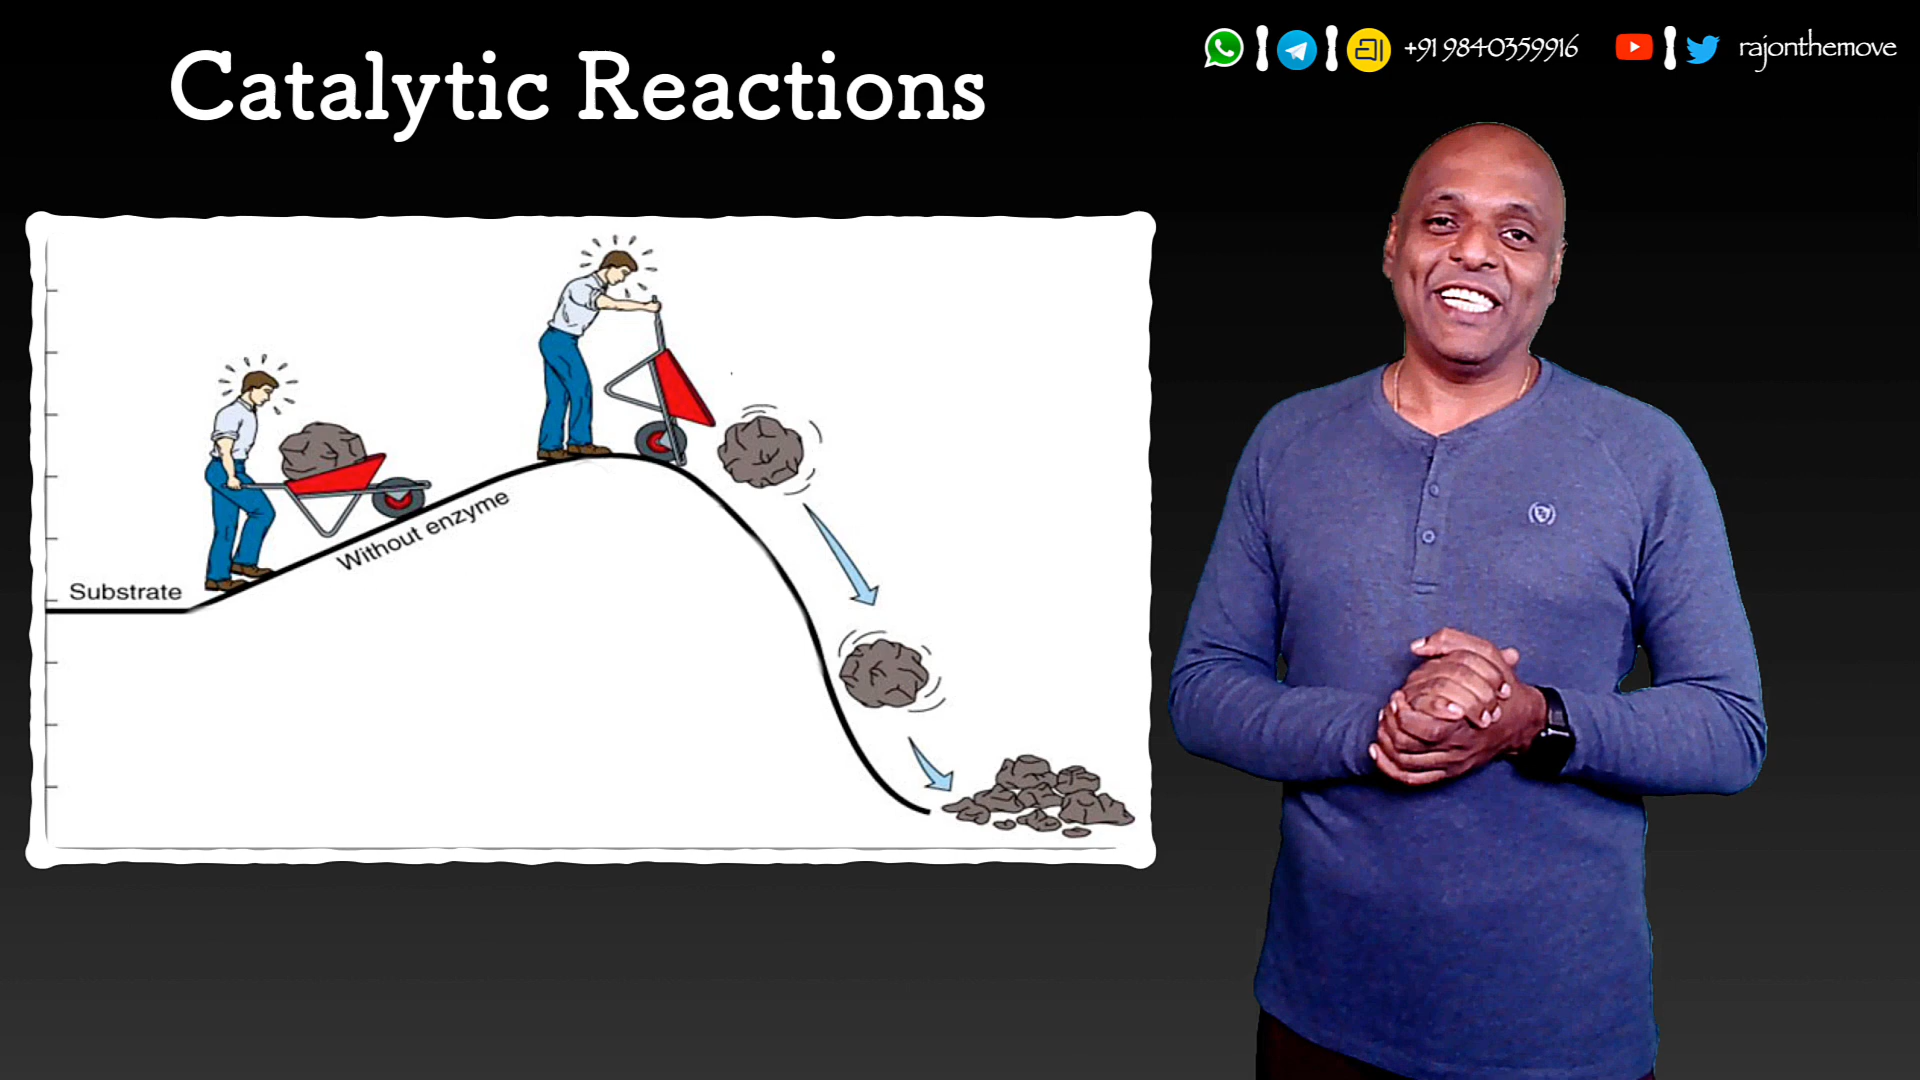 Catalytic Reactions
+91 9840359916
rajonthemove
Substrate
Without enzyme